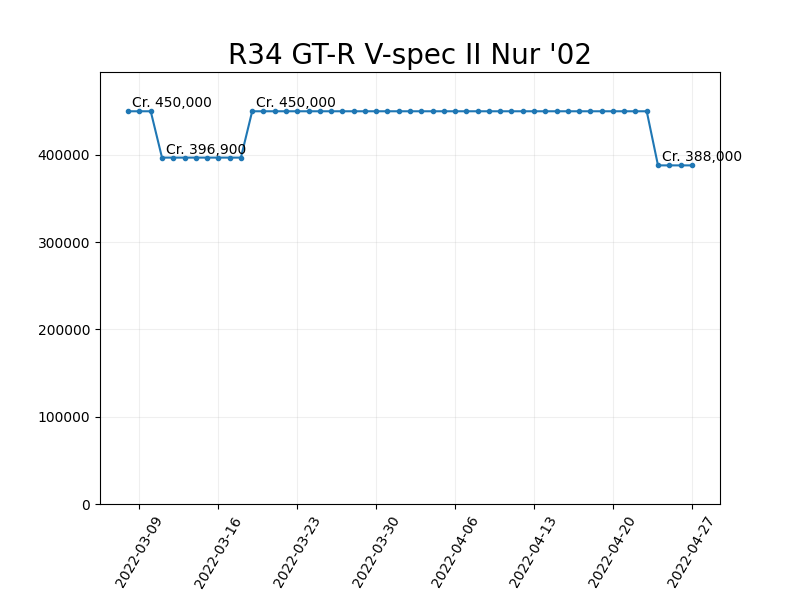 R34 GT-R V-spec II Nur '02
Cr. 450,000
Cr. 450,000
Cr. 396,900
Cr. 388,000
400000
300000
200000
100000
0
2022-03-09
2022-03-16
2022-03-23
2022-03-30
2022-04-06
2022-04-13
2022-04-20
2022-04-27